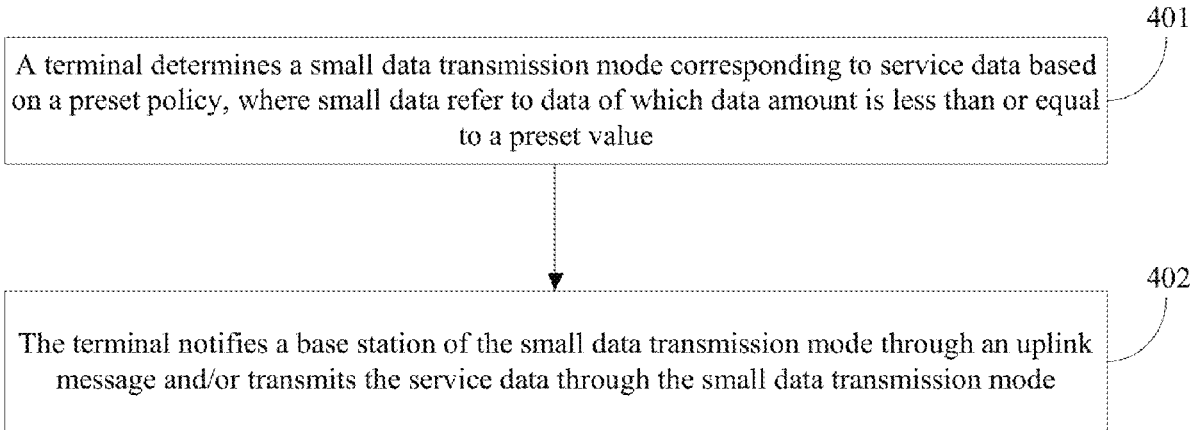 401
A terminal determines a small data transmission mode corresponding to service data based
on a preset policy, where small data refer to data of which data amount is less than or equal
to a preset value
402
The terminal notifies a base station of the small data transmission mode through an uplink
message and/or transmits the service data through the small data transmission mode